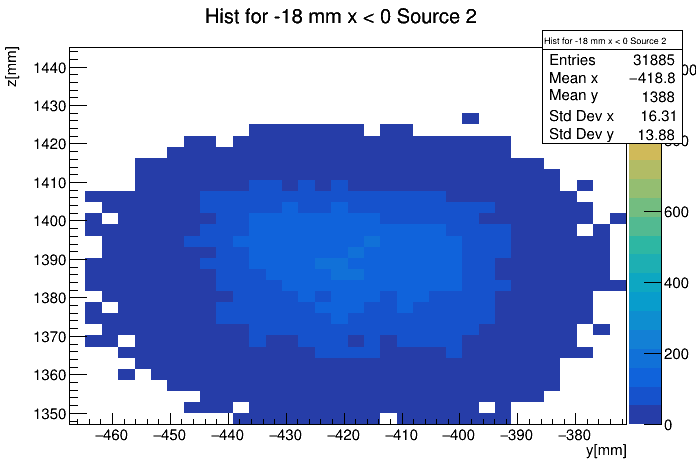 Hist for -18 mm x < 0 Source 2
z[mm]
1440
1430
1420
1410
1400
1390
1380
1370
1360
1350
−460 −450 −440 −430 −420 −410 −400 −390 −380
y[mm]
Hist for -18 mm x < 0 Source 2
Entries 31885
Mean x −418.8
Mean y 1388
Std Dev x 16.31
Std Dev y 13.88
600
400
200
0